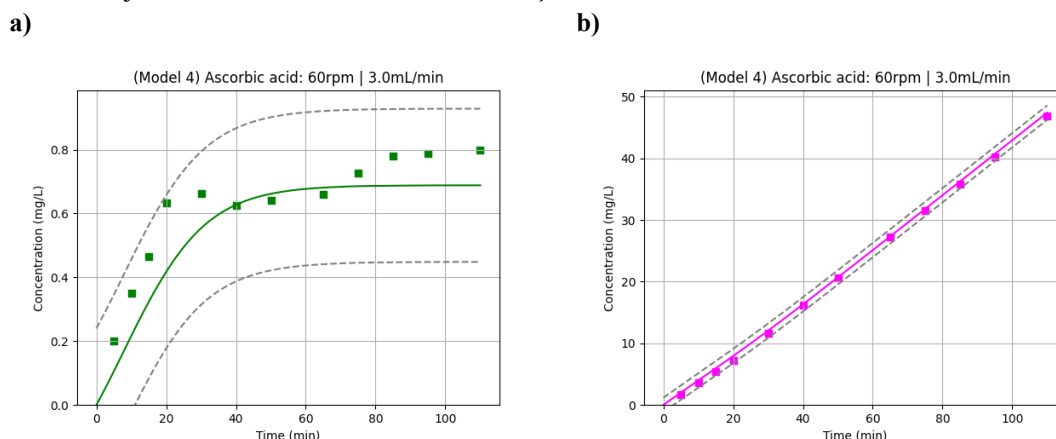 a)
b)
(Model 4) Ascorbic acid: 60rpm | 3.0mL/min
Concentration (mg/L)
0.8
0.6
0.4
0.2
0.0
0 20 40 60 80 100
Time (min)
(Model 4) Ascorbic acid: 60rpm | 3.0mL/min
Concentration (mg/L)
50
40
30
20
10
0
0 20 40 60 80 100
Time (min)